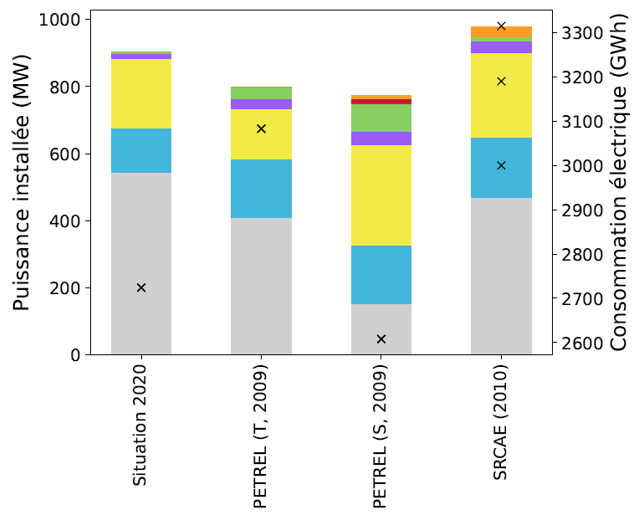 1000
800
600
400
200
0
Puissance installée (MW)
3300
3200
3100
3000
2900
2800
2700
2600
Consommation électrique (GWh)
Situation 2020
PETREL (T, 2009)
PETREL (S, 2009)
SRCAE (2010)